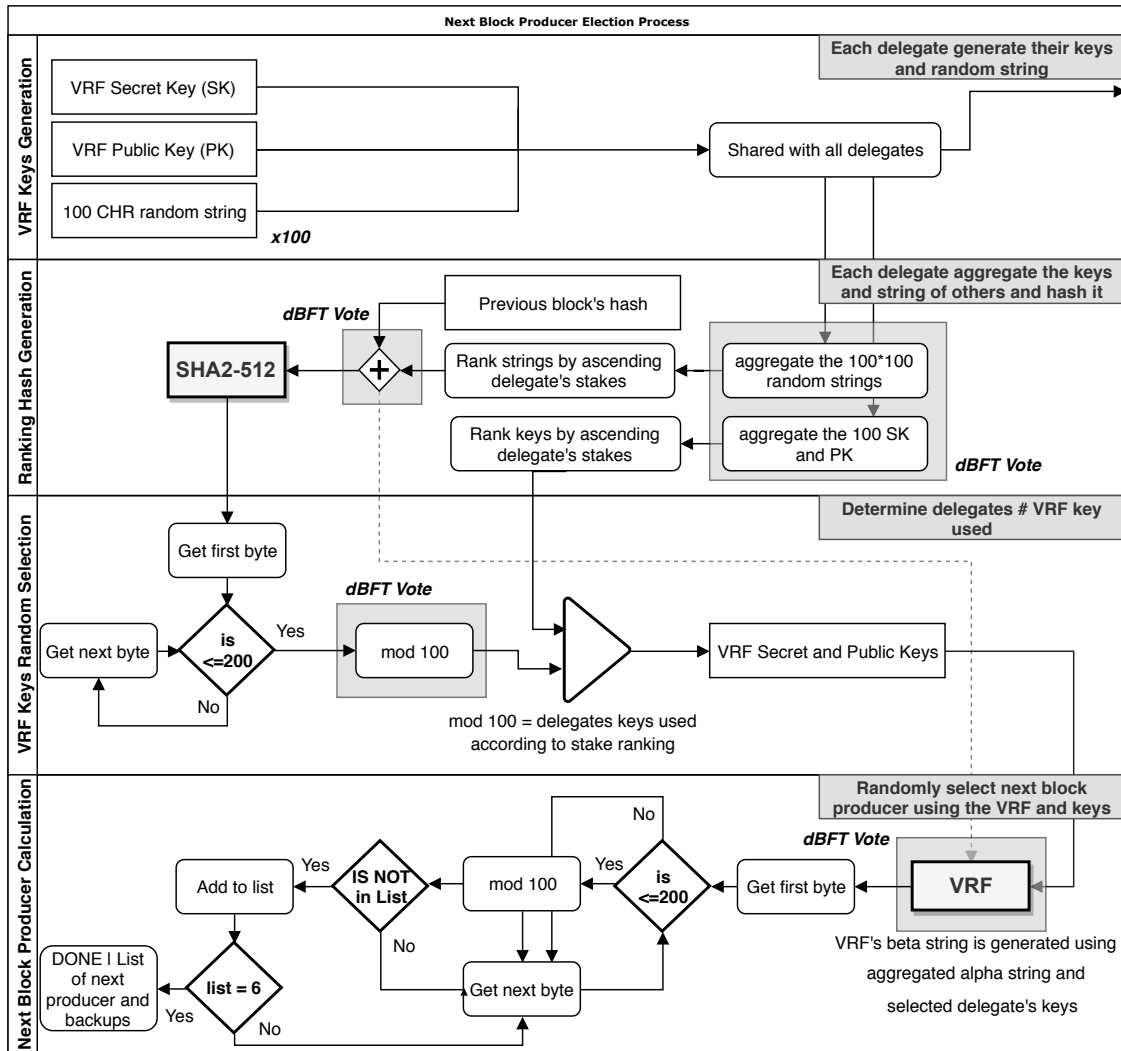 Next Block Producer Election Process
VRF Keys Generation
Each delegate generate their keys
and random string
VRF Secret Key (SK)
VRF Public Key (PK)
Shared with all delegates
100 CHR random string
x100
Ranking Hash Generation
Each delegate aggregate the keys
and string of others and hash it
Previous block's hash
dBFT Vote
SHA2-512
+
Rank strings by ascending
delegate's stakes
aggregate the 100*100
random strings
Rank keys by ascending
delegate's stakes
aggregate the 100 SK
and PK
dBFT Vote
VRF Keys Random Selection
Determine delegates # VRF key
used
Get first byte
dBFT Vote
Get next byte
is
<=200
Yes
No
mod 100
VRF Secret and Public Keys
mod 100 = delegates keys used
according to stake ranking
Next Block Producer Calculation
Randomly select next block
producer using the VRF and keys
dBFT Vote
No
Add to list
Yes
IS NOT
in List
No
mod 100
Yes
is
<=200
Get first byte
VRF
VRF's beta string is generated using
aggregated alpha string and
selected delegate's keys
DONE | List
of next
producer and
backups
Yes
list = 6
No
Get next byte